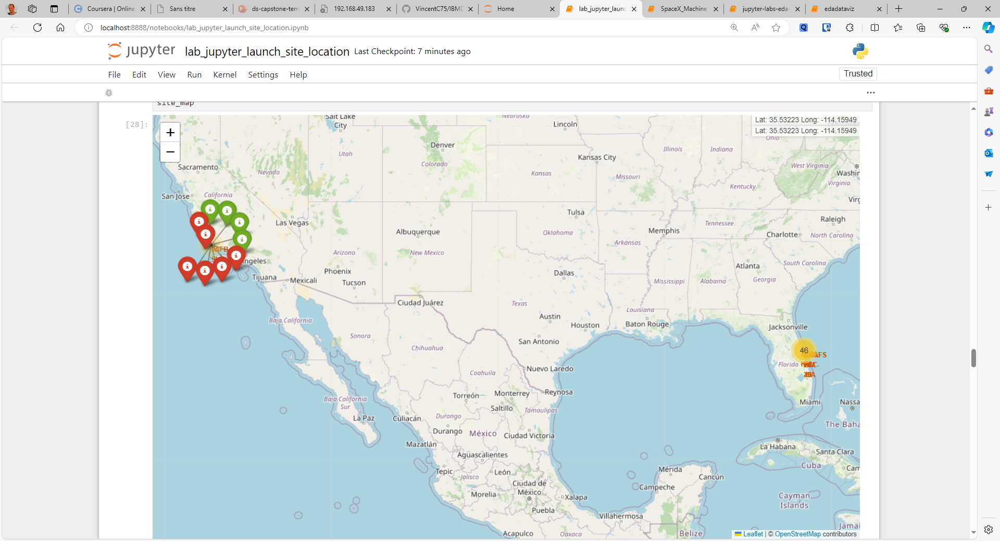 Coursera | Online
Sans titre
ds-capstone-tem
192.168.49.183
VincentC75/IBMD
Home
lab_jupyter_launc
SpaceX_Machine
jupyter-labs-eda-
edadataviz
localhost:8888/notebooks/lab_jupyter_launch_site_location.ipynb
jupyter lab_jupyter_launch_site_location Last Checkpoint: 7 minutes ago
File Edit View Run Kernel Settings Help
Trusted
site_map
[28]:
+
−
Lat: 35.53223 Long: -114.15949
Lat: 35.53223 Long: -114.15949
Salt Lake
City
Nebraska
Lincoln
Ohio
Denver
Utah
Illinois
Indiana
Kansas City
Colorado
Sacramento
Nevada
Kansas
Missouri
West Virginia
Washin
Virginia
Kentucky
San Jose
California
Virg
Tulsa
Las Vegas
Albuquerque
Oklahoma
Memphis
Tennessee
Raleigh
Charlotte
North Carolina
Arkansas
VAFB
Arizona
New Mexico
Angeles
Phoenix
Dallas
Atlanta
South Carolina
Tijuana
Mexicali
Tucson
Mississippi
Alabama
Georgia
Ciudad Juárez
Texas
Louisiana
Baja California
Austin
Houston
Baton Rouge
Jacksonville
Sonora
San Antonio
Chihuahua
46
AFS
Florida
Coahuila
Nuevo Laredo
Torreón
Monterrey
Reynosa
Baja California
Sur
Saltillo
Tamaulipas
Miami
Nassa
La Paz
Culiacán
Durango
Durango
México
Ciudad Victoria
The Baha
Mazatlán
La Habana
Santa Clara
Aguascalientes
Cuba
Cam
Tepic
Jalisco
León
Mérida
Cancún
Ciudad de
México
Morelia
Campeche
Xalapa
Cayman
Islands
Puebla
Villahermosa
Jamai
Acapulco
Oaxaca
Belize
Leaflet | © OpenStreetMap contributors